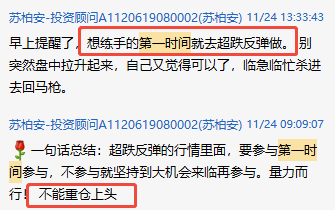 苏柏安-投资顾问A1120619080002(苏柏安) 11/24 13:33:43
早上提醒了，想练手的第一时间就去超跌反弹做。别
突然盘中拉升起来，自己又觉得可以了，临急临忙杀进
去回马枪。
苏柏安-投资顾问A1120619080002(苏柏安) 11/24 09:09:07
🌹一句话总结：超跌反弹的行情里面，要参与第一时
间参与，不参与就坚持到大机会来临再参与。量力而
行！不能重仓上头